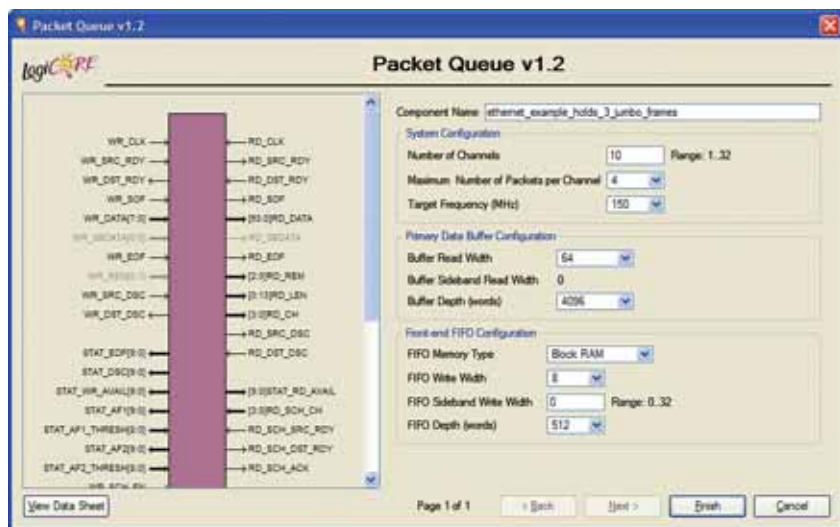 Packet Queue v1.2
LogiCORE
Packet Queue v1.2
WR_CLK
WR_SRC_RDY
WR_DST_RDY
WR_SOF
WR_DATA[7:0]
WR_EOF
WR_SRC_DSC
WR_DST_DSC
STAT_EOP[9:0]
STAT_DSC[9:0]
STAT_WR_AVAIL[9:0]
STAT_AF1[9:0]
STAT_AF1_THRESH[9:0]
STAT_AF2[9:0]
STAT_AF2_THRESH[9:0]
WR_SCH_EN
RD_CLK
RD_SRC_RDY
RD_DST_RDY
RD_SOF
[63:0]RD_DATA
RD_SBDATA
RD_EOF
[2:0]RD_REM
[0:13]RD_LEN
[3:0]RD_CH
RD_SRC_DSC
RD_DST_DSC
[9:0]STAT_RD_AVAIL
[3:0]RD_SCH_CH
RD_SCH_SRC_RDY
RD_SCH_DST_RDY
RD_SCH_ACK
Component Name ethernet_example_holds_3_jumbo_frames
System Configuration
Number of Channels 10 Range: 1..32
Maximum Number of Packets per Channel 4
Target Frequency (MHz) 150
Primary Data Buffer Configuration
Buffer Read Width 64
Buffer Sideband Read Width 0
Buffer Depth (words) 4096
Front-end FIFO Configuration
FIFO Memory Type Block RAM
FIFO Write Width 8
FIFO Sideband Write Width 0 Range: 0..32
FIFO Depth (words) 512
View Data Sheet
Page 1 of 1
< Back
Next >
Finish
Cancel